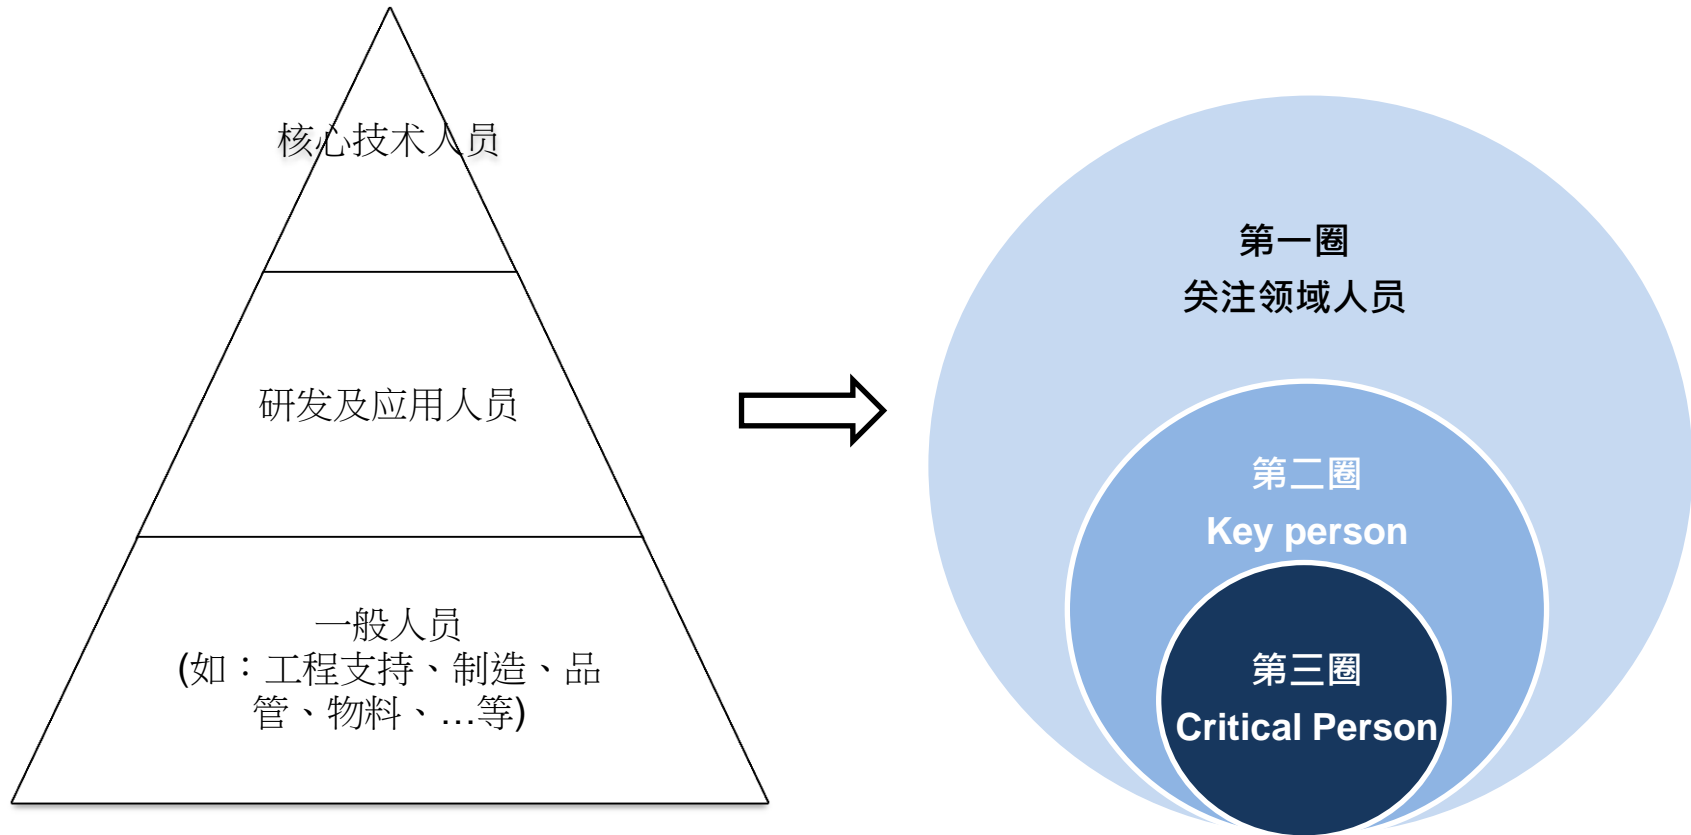 核心技术人员
研发及应用人员
一般人员
(如：工程支持、制造、品
管、物料、…等)
第一圈
关注领域人员
第二圈
Key person
第三圈
Critical Person